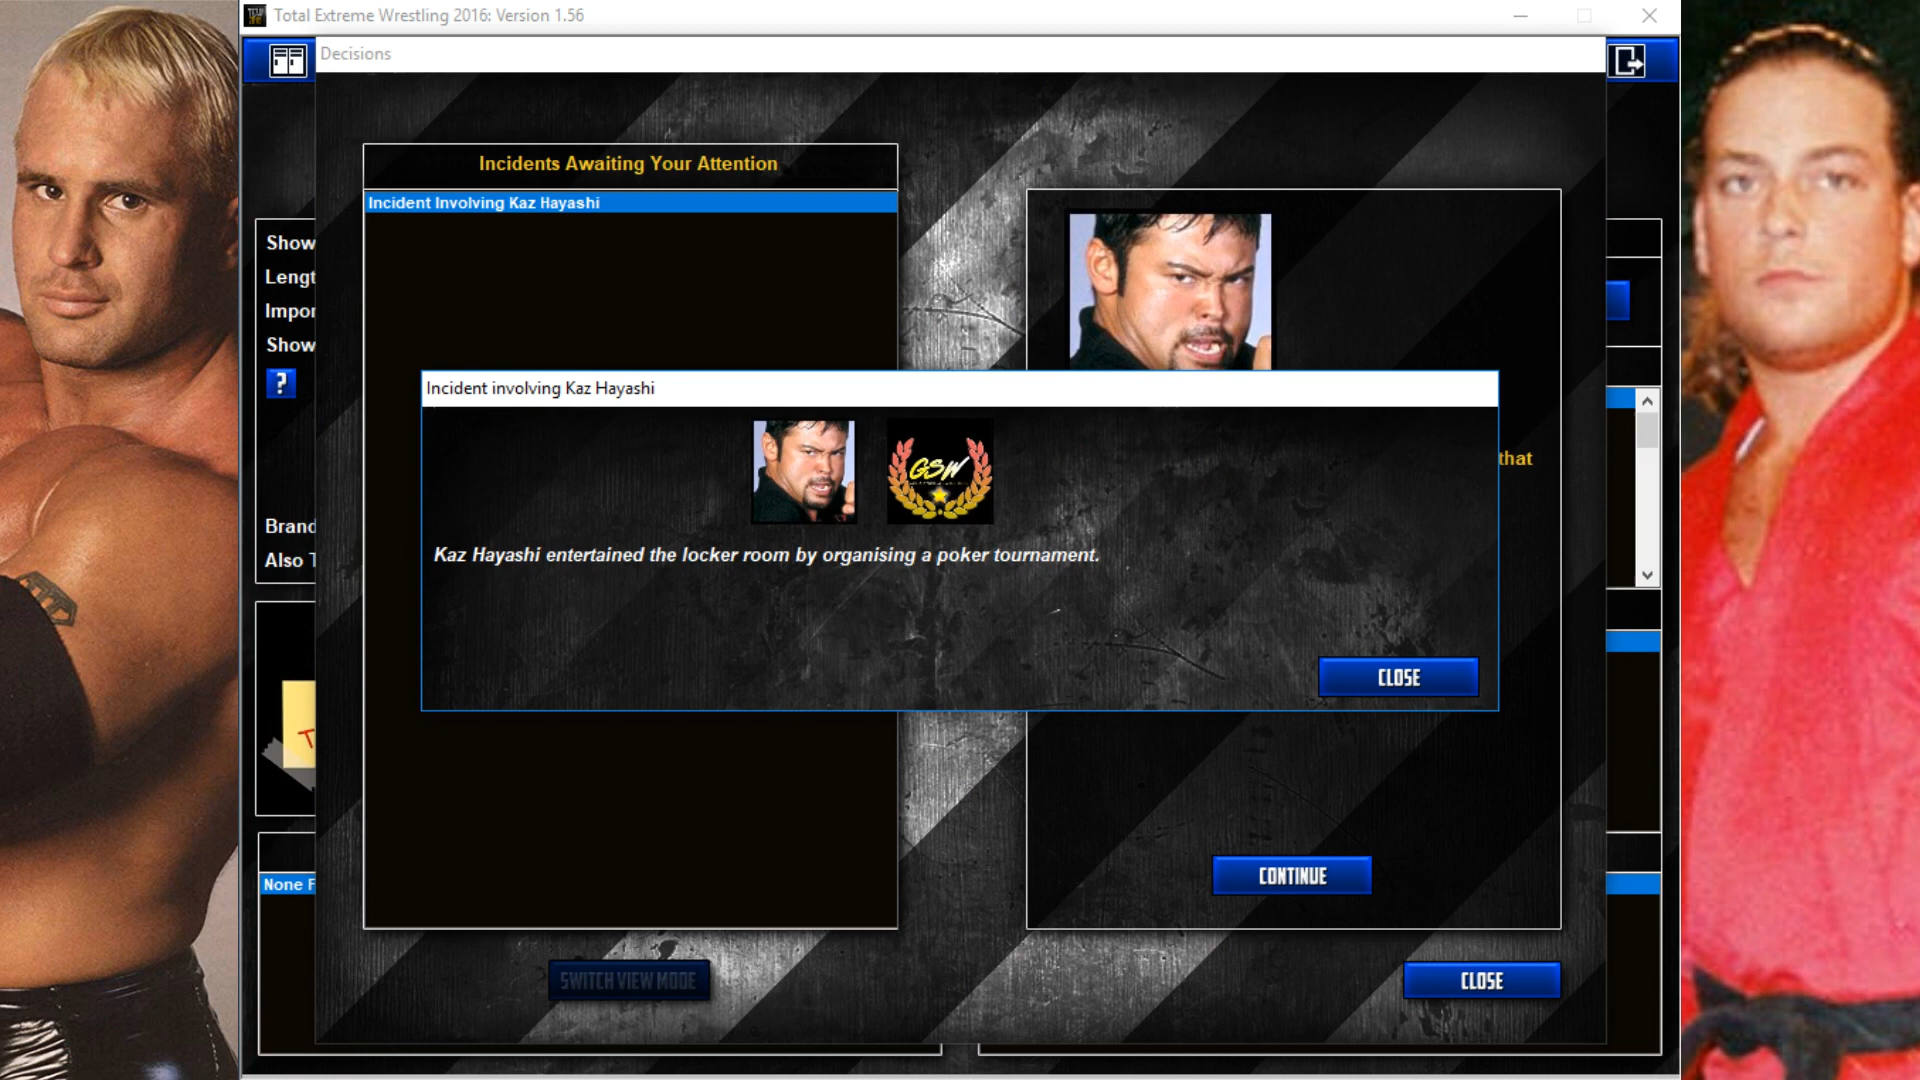 Total Extreme Wrestling 2016: Version 1.56
Decisions
Incidents Awaiting Your Attention
Incident Involving Kaz Hayashi
Show
Lengt
Impor
Show
?
Incident involving Kaz Hayashi
GSW
that
Kaz Hayashi entertained the locker room by organising a poker tournament.
Brand
Also T
CLOSE
T
CONTINUE
None F
SWITCH VIEW MODE
CLOSE